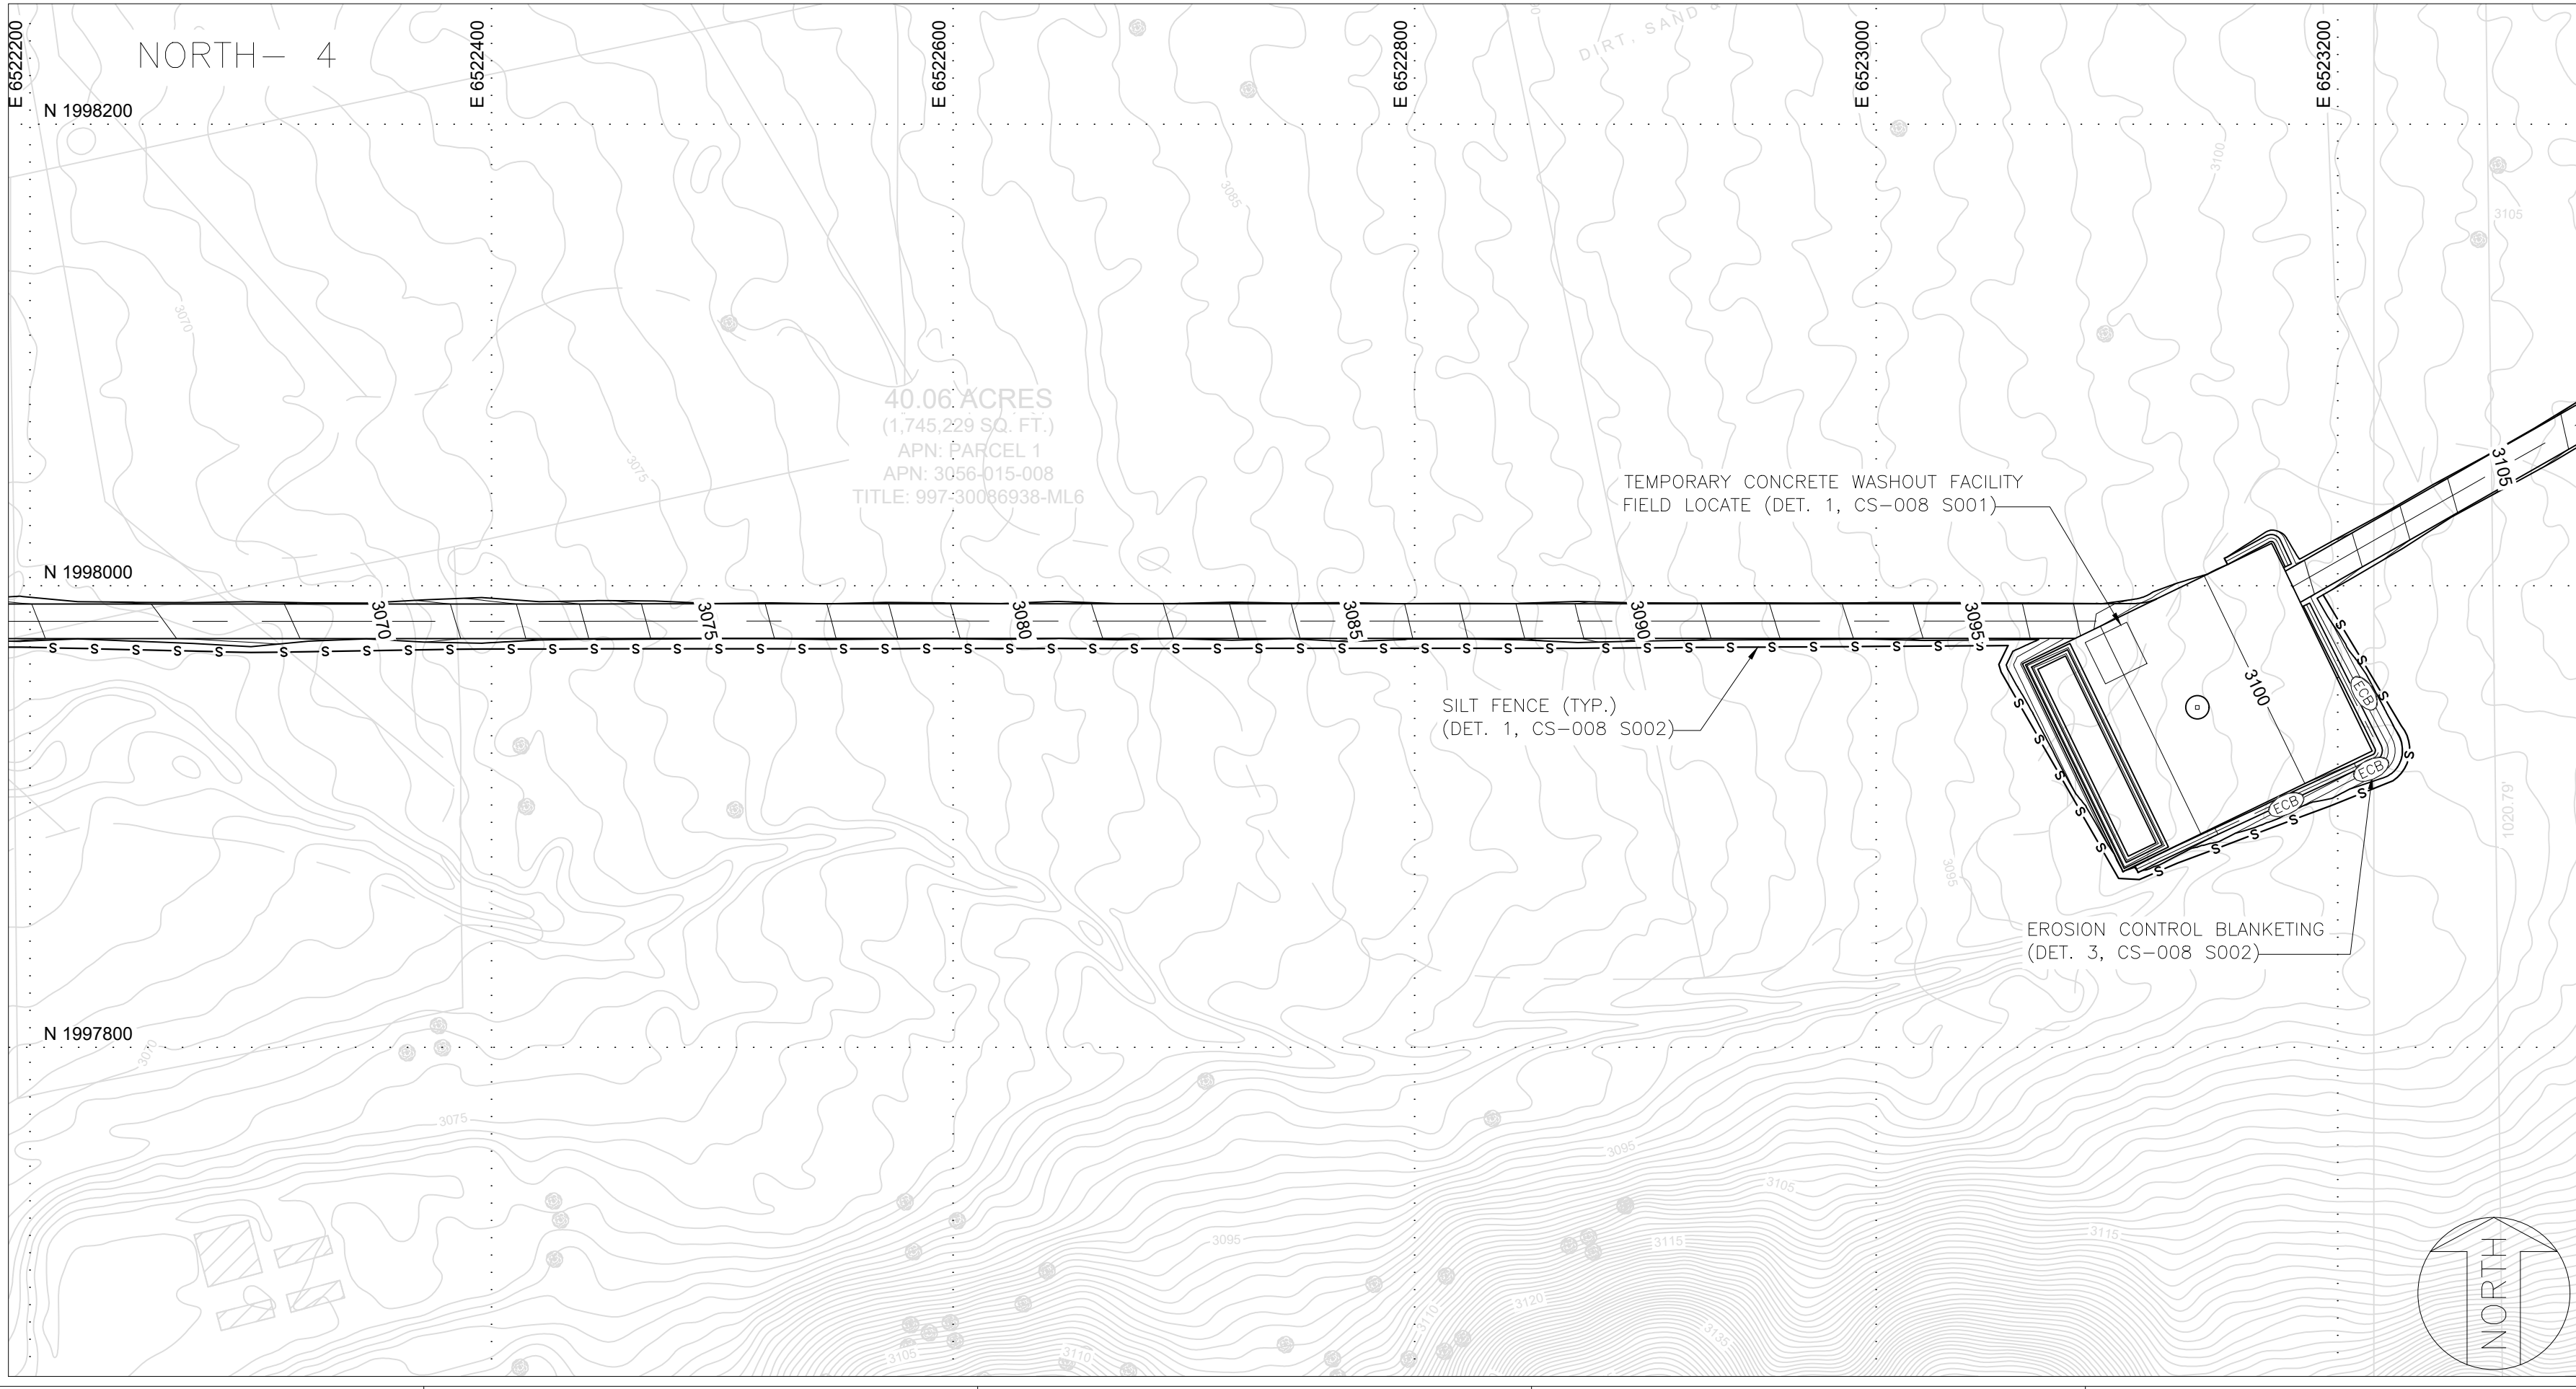 E 6522200
E 6522400
E 6522600
E 6522800
E 6523000
E 6523200
NORTH- 4
DIRT, SAND &
N 1998200
3100
3085
3105
3070
40.06 ACRES
(1,745,229 SQ. FT.)
APN: PARCEL 1
APN: 3056-015-008
TITLE: 997-30086938-ML6
3075
3105
TEMPORARY CONCRETE WASHOUT FACILITY
FIELD LOCATE (DET. 1, CS-008 S001)
N 1998000
3070
3075
3080
3085
3090
3095
S S S S S S S S S S S S S S S S S S S S S S S S S S S S S S S S S S S S S S S S S S S S S S
3100
ECB
ECB
ECB
SILT FENCE (TYP.)
(DET. 1, CS-008 S002)
1020.79'
3095
EROSION CONTROL BLANKETING
(DET. 3, CS-008 S002)
N 1997800
3070
3075
3095
3105
3095
3115
3115
3120
3110
3135
3105
3110
NORTH